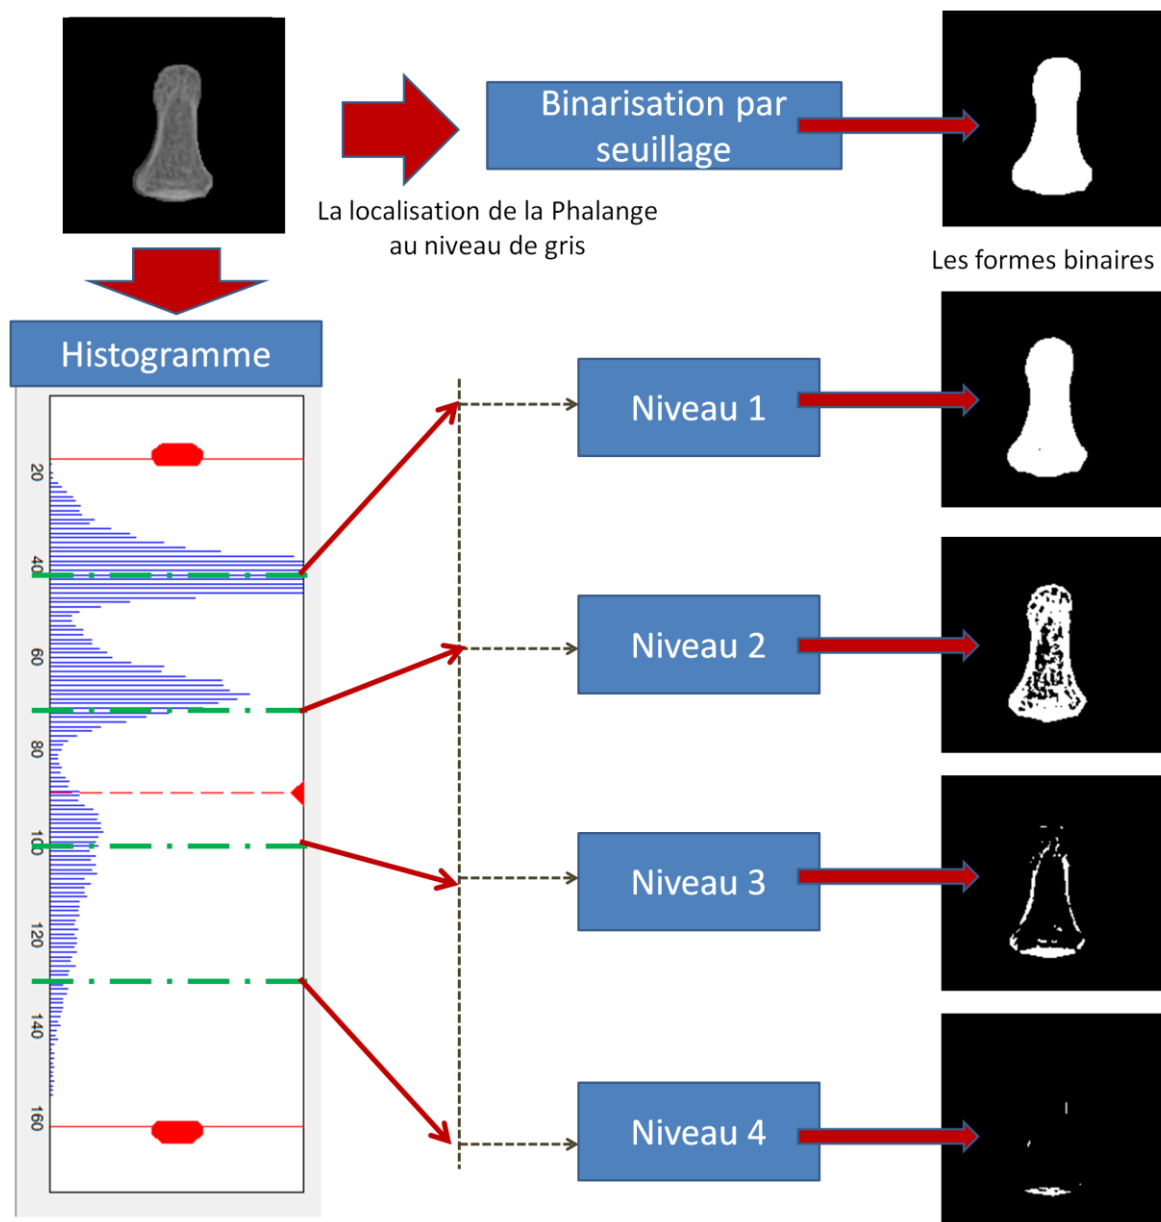 Binarisation par
seuillage
La localisation de la Phalange
au niveau de gris
Les formes binaires
Histogramme
20
40
60
80
100
120
140
160
Niveau 1
Niveau 2
Niveau 3
Niveau 4